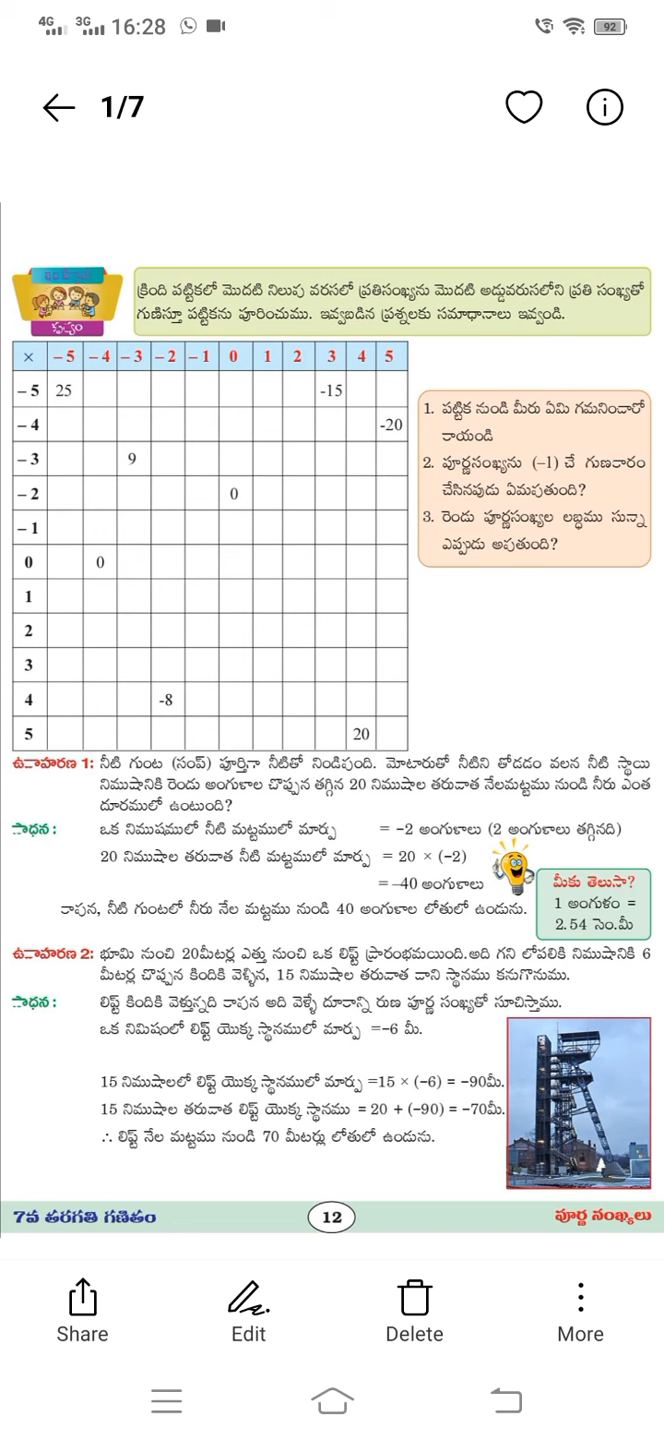 4G 3G 16:28 92
1/7
కృత్యం
క్రింది పట్టికలో మొదటి నిలువు వరసలో ప్రతిసంఖ్యను మొదటి అడ్డువరుసలోని ప్రతి సంఖ్యతో
గుణిస్తూ పట్టికను పూరించుము. ఇవ్వబడిన ప్రశ్నలకు సమాధానాలు ఇవ్వండి.
× – 5 – 4 – 3 – 2 – 1 0 1 2 3 4 5
– 5 25 -15
– 4 -20
– 3 9
– 2 0
– 1
0 0
1
2
3
4 -8
5 20
1. పట్టిక నుండి మీరు ఏమి గమనించారో
రాయండి
2. పూర్ణసంఖ్యను (–1) చే గుణకారం
చేసినపుడు ఏమవుతుంది?
3. రెండు పూర్ణసంఖ్యల లబ్ధము సున్నా
ఎప్పుడు అవుతుంది?
ఉదాహరణ 1: నీటి గుంట (సంప్) పూర్తిగా నీటితో నిండివుంది. మోటారుతో నీటిని తోడడం వలన నీటి స్థాయి
నిముషానికి రెండు అంగుళాల చొప్పున తగ్గిన 20 నిముషాల తరువాత నేలమట్టము నుండి నీరు ఎంత
దూరములో ఉంటుంది?
సాధన : ఒక నిముషములో నీటి మట్టములో మార్పు = –2 అంగుళాలు (2 అంగుళాలు తగ్గినది)
20 నిముషాల తరువాత నీటి మట్టములో మార్పు = 20 × (–2)
= –40 అంగుళాలు
కావున, నీటి గుంటలో నీరు నేల మట్టము నుండి 40 అంగుళాల లోతులో ఉండును.
మీకు తెలుసా?
1 అంగుళం =
2.54 సెం.మీ
ఉదాహరణ 2: భూమి నుంచి 20మీటర్ల ఎత్తు నుంచి ఒక లిఫ్ట్ ప్రారంభమయింది.అది గని లోపలికి నిముషానికి 6
మీటర్ల చొప్పున కిందికి వెళ్ళిన, 15 నిముషాల తరువాత దాని స్థానము కనుగొనుము.
సాధన : లిఫ్ట్ కిందికి వెళ్తున్నది కావున అది వెళ్ళే దూరాన్ని రుణ పూర్ణ సంఖ్యతో సూచిస్తాము.
ఒక నిమిషంలో లిఫ్ట్ యొక్క స్థానములో మార్పు =–6 మీ.
15 నిముషాలలో లిఫ్ట్ యొక్క స్థానములో మార్పు =15 × (–6) = –90మీ.
15 నిముషాల తరువాత లిఫ్ట్ యొక్క స్థానము = 20 + (–90) = –70మీ.
∴ లిఫ్ట్ నేల మట్టము నుండి 70 మీటర్లు లోతులో ఉండును.
7వ తరగతి గణితం 12 పూర్ణ సంఖ్యలు
Share Edit Delete More